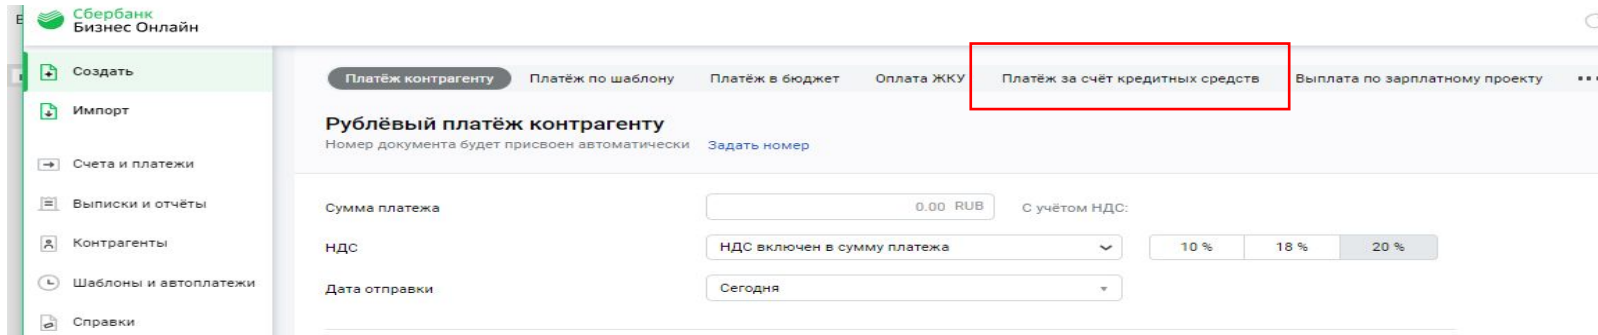 Сбербанк
Бизнес Онлайн
Создать
Импорт
Счета и платежи
Выписки и отчёты
Контрагенты
Шаблоны и автоплатежи
Справки
Платёж контрагенту Платёж по шаблону Платёж в бюджет Оплата ЖКУ Платёж за счёт кредитных средств Выплата по зарплатному проекту
Рублёвый платёж контрагенту
Номер документа будет присвоен автоматически Задать номер
Сумма платежа 0.00 RUB С учётом НДС:
НДС НДС включен в сумму платежа 10 % 18 % 20 %
Дата отправки Сегодня